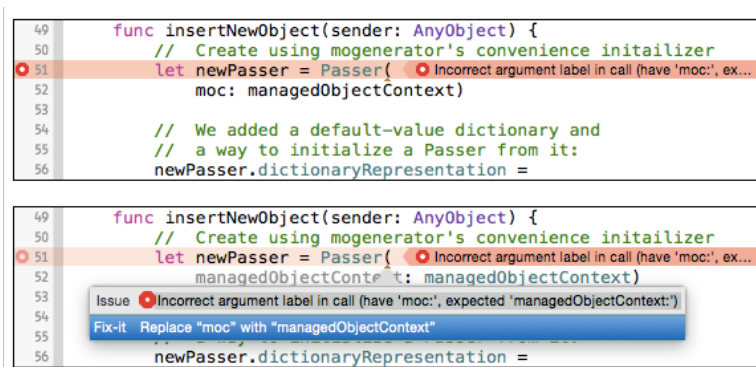 49 func insertNewObject(sender: AnyObject) {
50 // Create using mogenerator's convenience initailizer
51 let newPasser = Passer( Incorrect argument label in call (have 'moc:', ex...
52 moc: managedObjectContext)
53
54 // We added a default-value dictionary and
55 // a way to initialize a Passer from it:
56 newPasser.dictionaryRepresentation =
49 func insertNewObject(sender: AnyObject) {
50 // Create using mogenerator's convenience initailizer
51 let newPasser = Passer( Incorrect argument label in call (have 'moc:', ex...
52 managedObjectContext: managedObjectContext)
53 Issue Incorrect argument label in call (have 'moc:', expected 'managedObjectContext:')
54
Fix-it Replace “moc” with “managedObjectContext”
55
56 newPasser.dictionaryRepresentation =